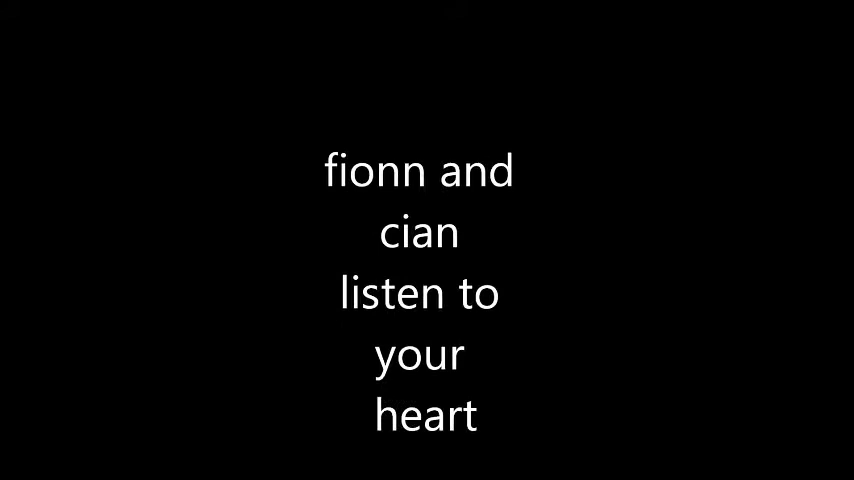 fionn and
cian
listen to
your
heart